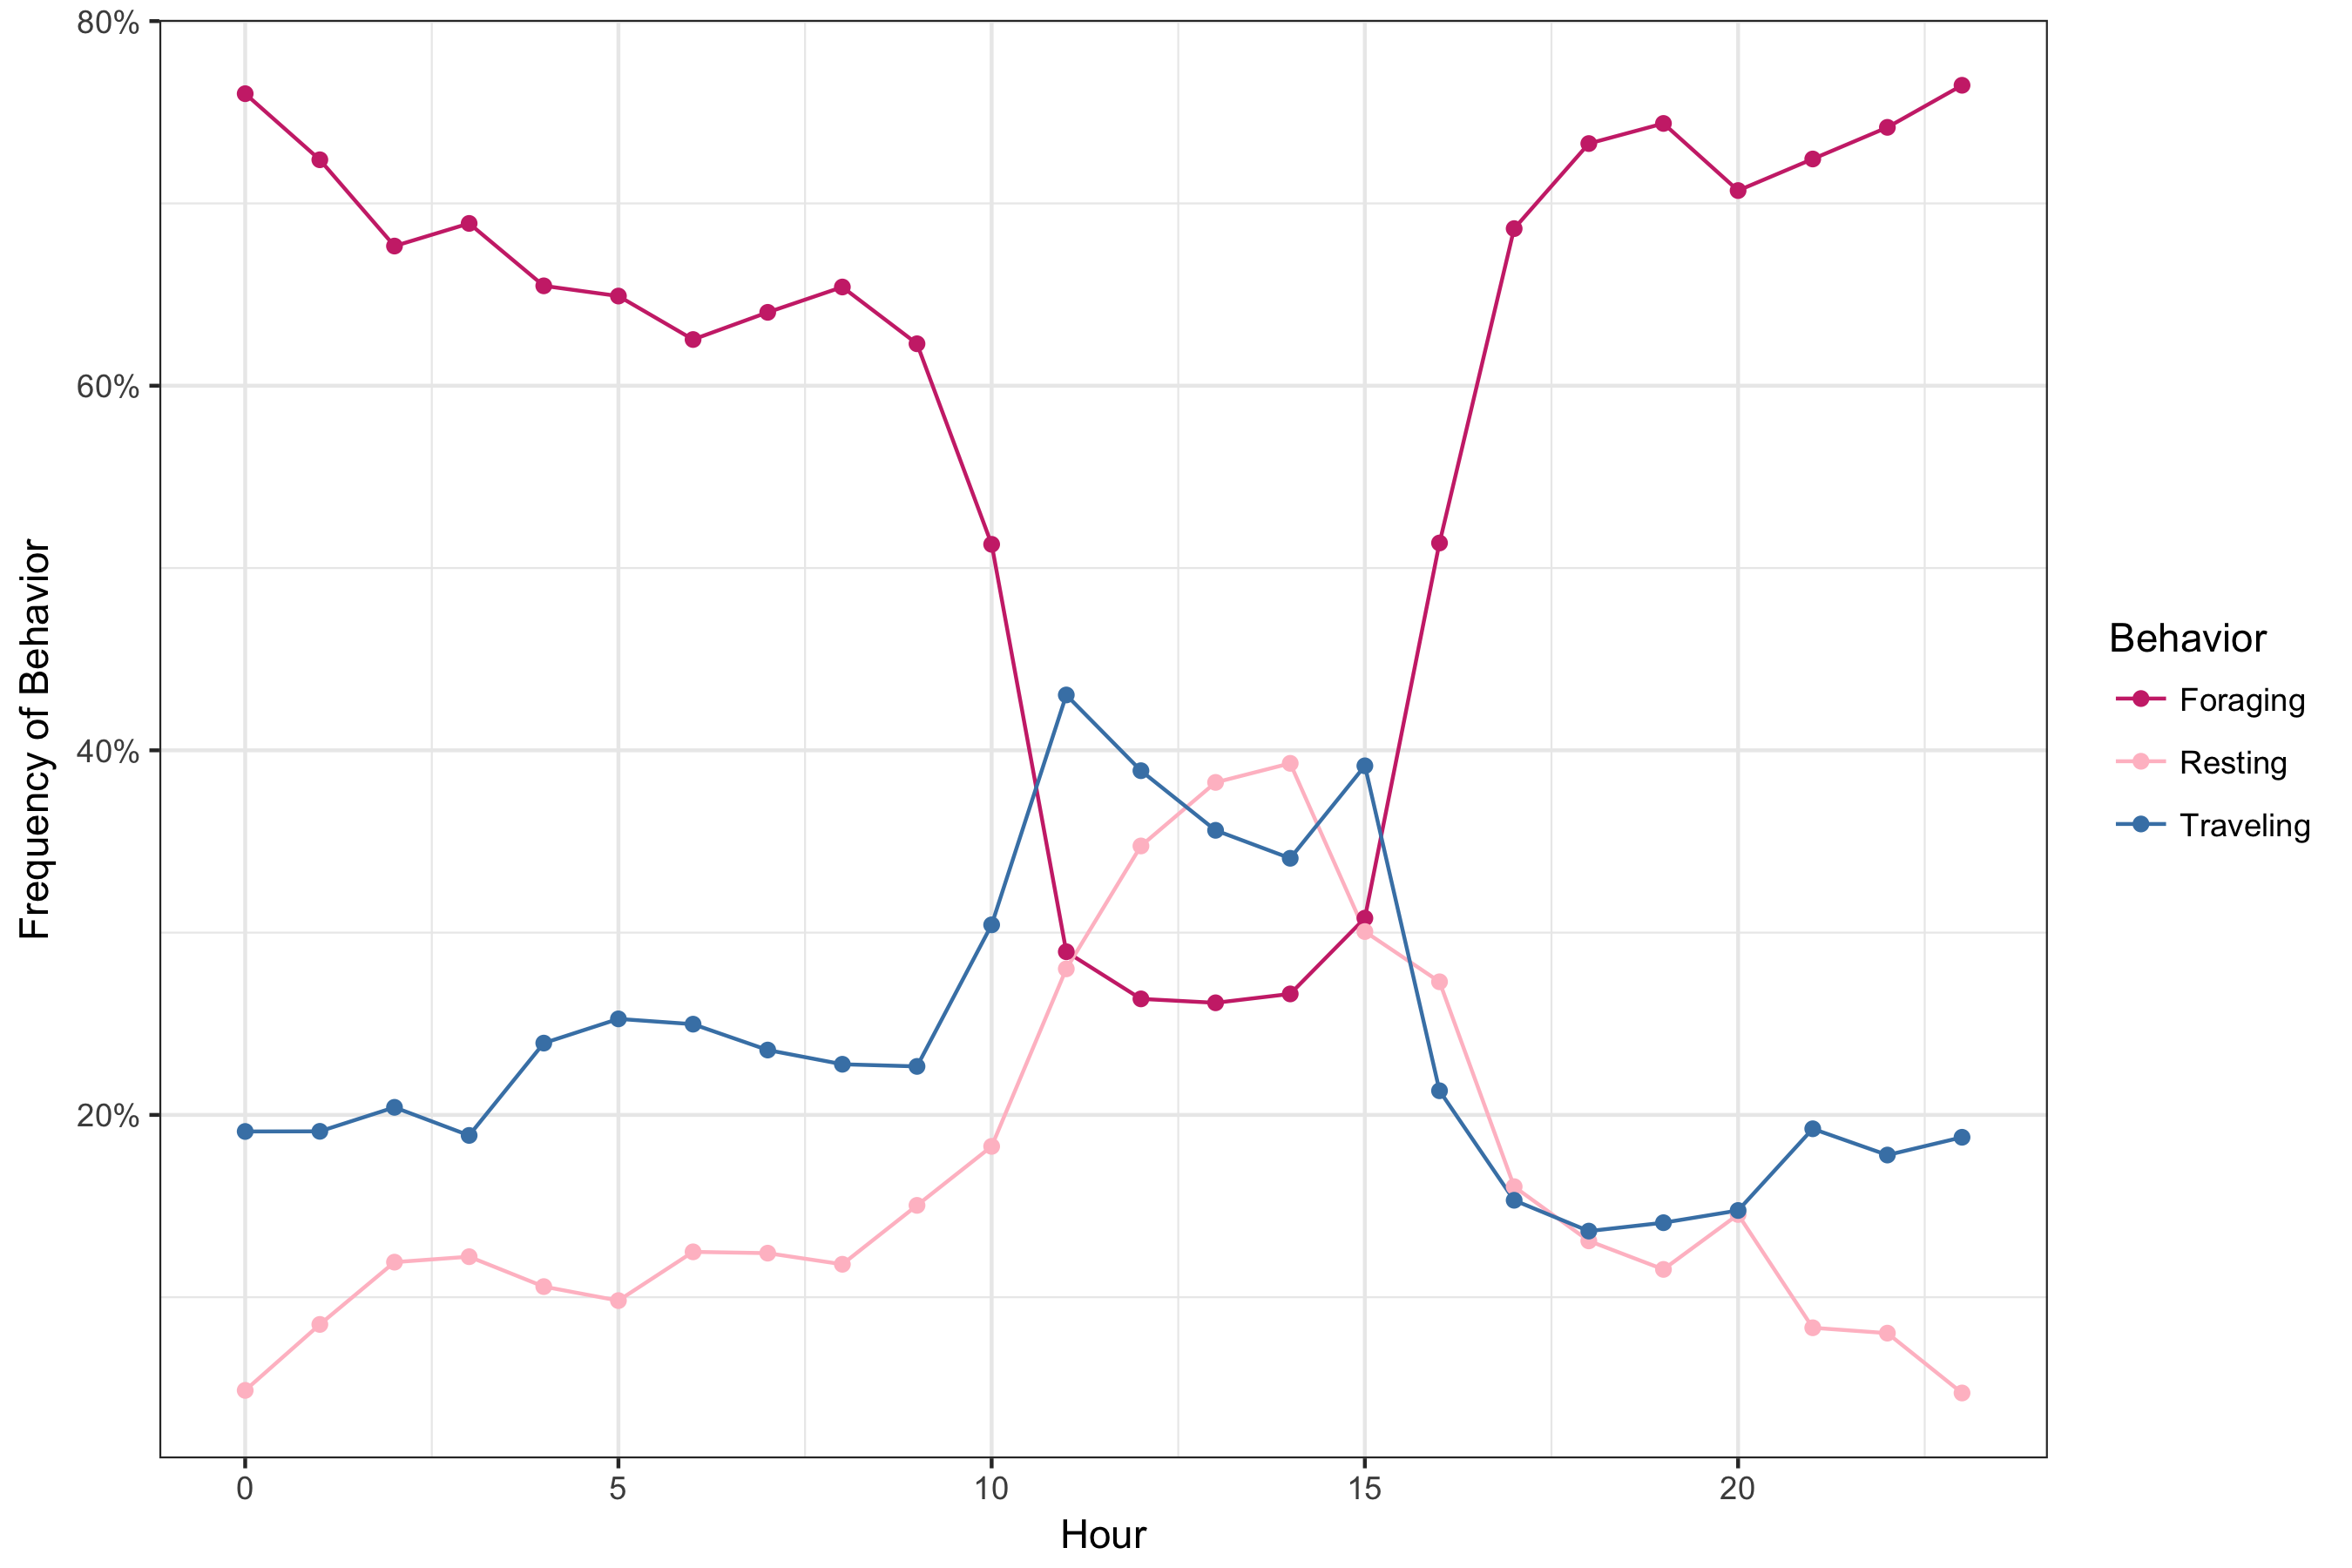 80%
60%
40%
20%
Frequency of Behavior
0 5 10 15 20
Hour
Behavior
Foraging
Resting
Traveling